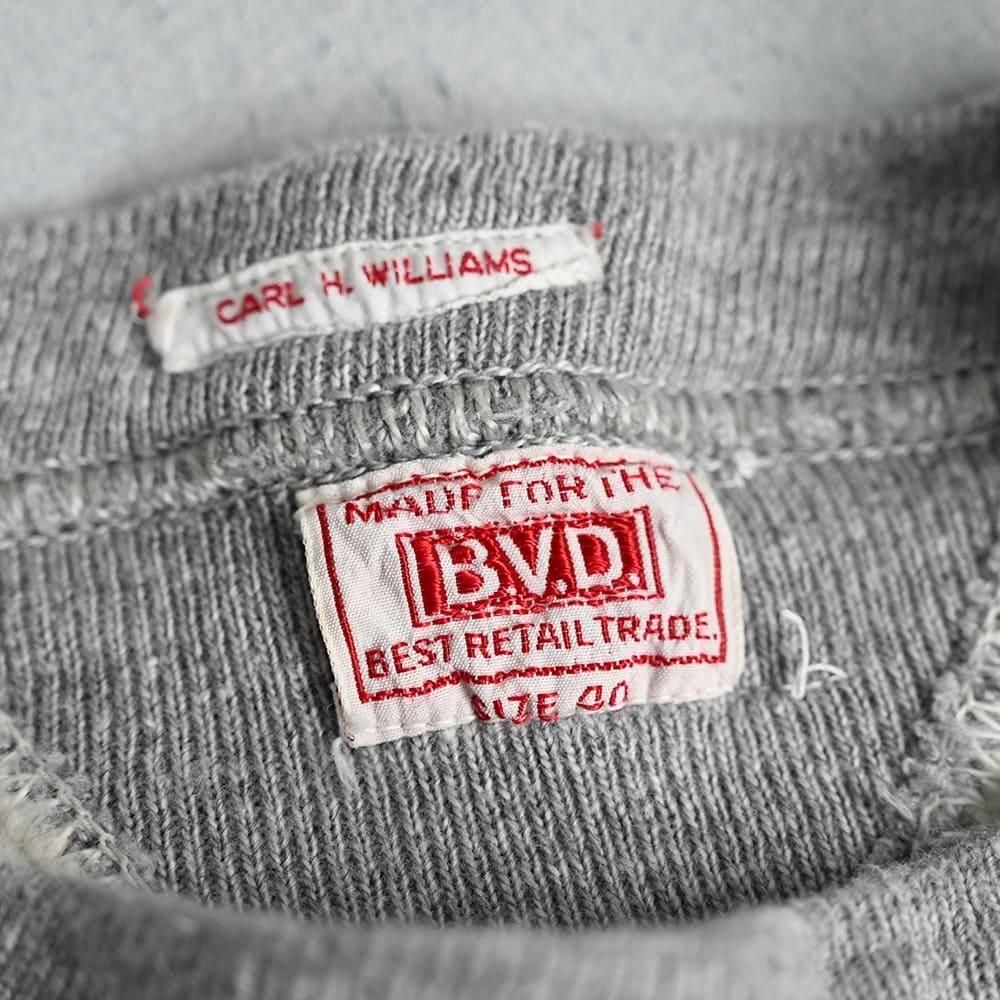 CARL H. WILLIAMS
MADE FOR THE
B.V.D.
BEST RETAIL TRADE.
SIZE 40